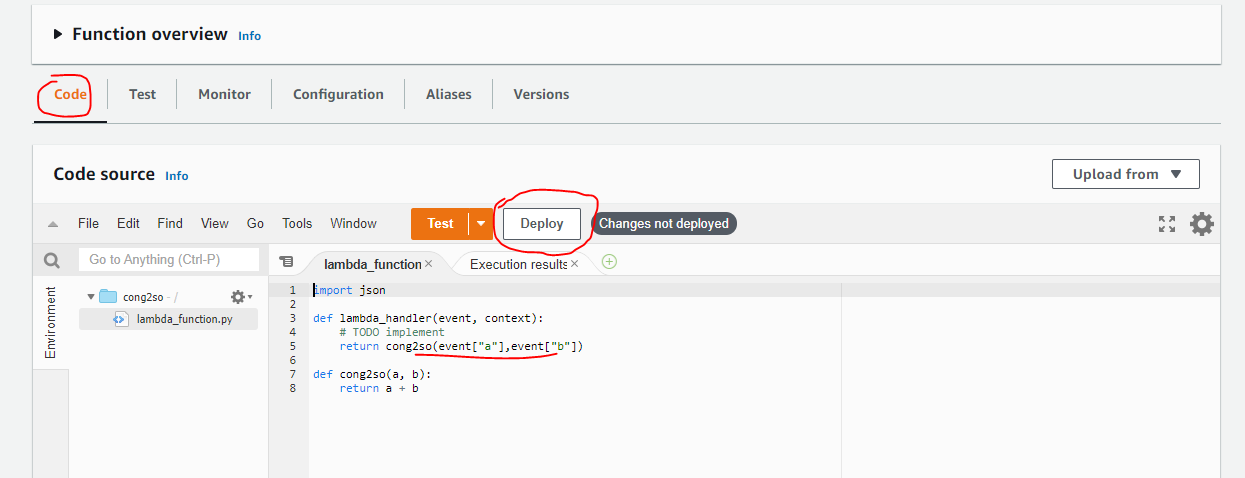 Function overview Info
Code Test Monitor Configuration Aliases Versions
Code source Info
Upload from
File Edit Find View Go Tools Window Test Deploy Changes not deployed
Go to Anything (Ctrl-P)
lambda_function × Execution results ×
Environment
cong2so - /
lambda_function.py
1 import json
2
3 def lambda_handler(event, context):
4 # TODO implement
5 return cong2so(event["a"],event["b"])
6
7 def cong2so(a, b):
8 return a + b